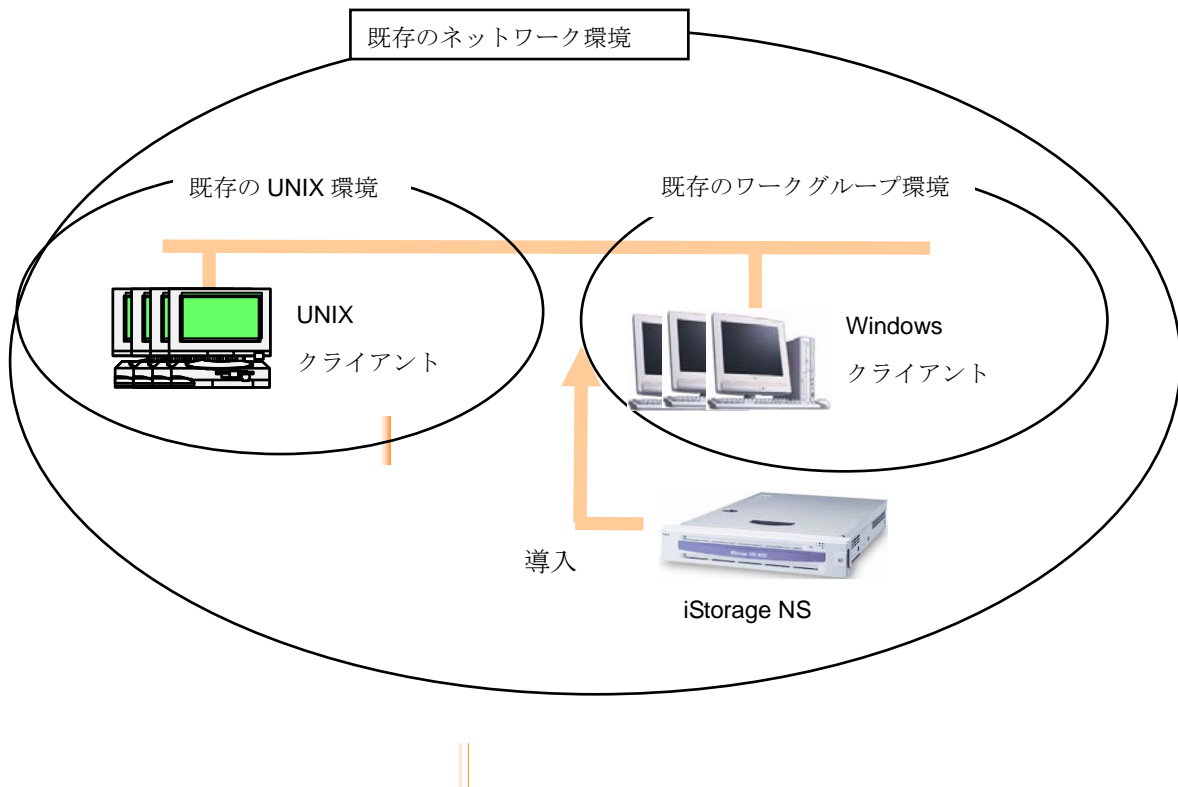 既存のネットワーク環境
既存の UNIX 環境
既存のワークグループ環境
UNIX
クライアント
Windows
クライアント
導入
iStorage NS